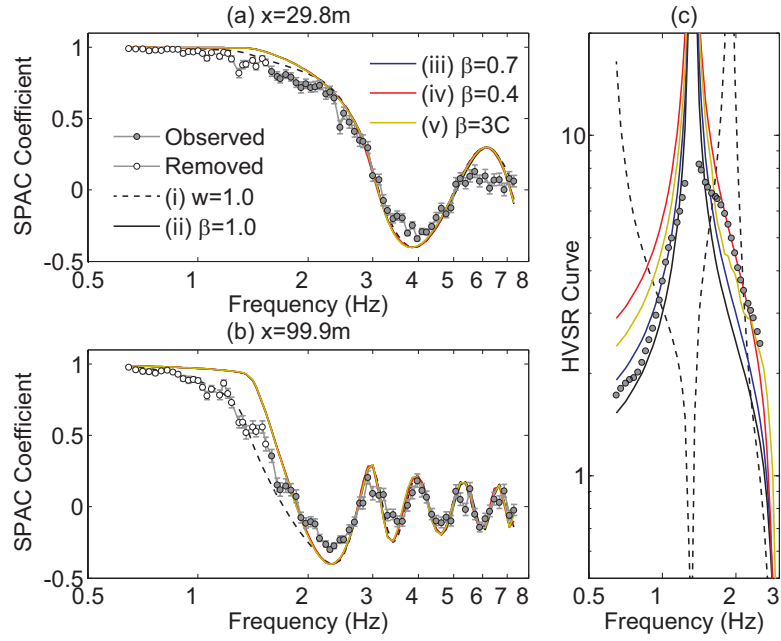 (a) x=29.8m
SPAC Coefficient
1
0.5
0
-0.5
Observed
Removed
(i) w=1.0
(ii) β=1.0
(iii) β=0.7
(iv) β=0.4
(v) β=3C
0.5 1 2 3 4 5 6 7 8
Frequency (Hz)
(b) x=99.9m
SPAC Coefficient
1
0.5
0
-0.5
0.5 1 2 3 4 5 6 7 8
Frequency (Hz)
(c)
HVSR Curve
10
1
0.5 1 2 3
Frequency (Hz)